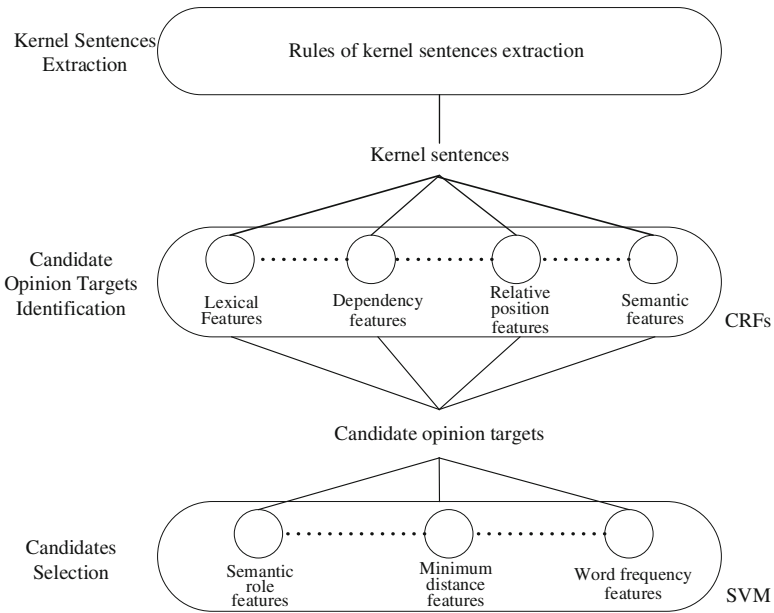 Kernel Sentences
Extraction
Rules of kernel sentences extraction
Kernel sentences
Candidate
Opinion Targets
Identification
Lexical
Features
Dependency
features
Relative
position
features
Semantic
features
CRFs
Candidate opinion targets
Candidates
Selection
Semantic
role
features
Minimum
distance
features
Word frequency
features
SVM